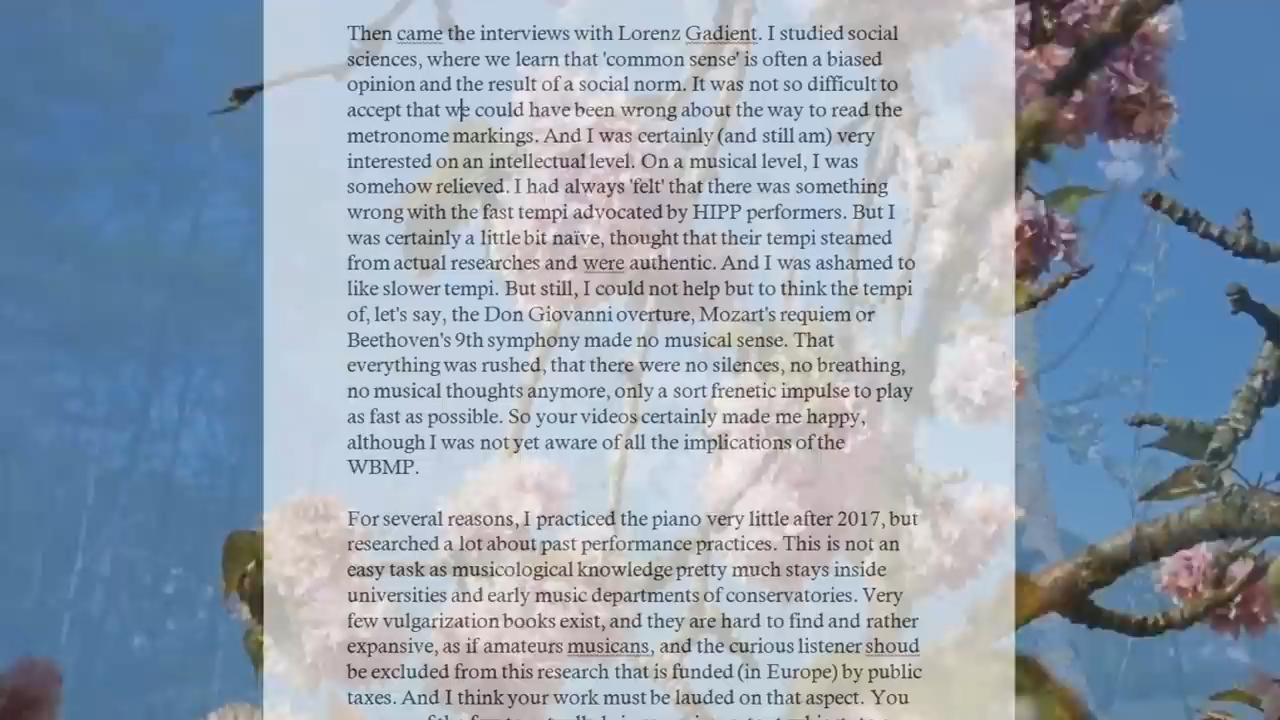 Then came the interviews with Lorenz Gadient. I studied social
sciences, where we learn that 'common sense' is often a biased
opinion and the result of a social norm. It was not so difficult to
accept that we could have been wrong about the way to read the
metronome markings. And I was certainly (and still am) very
interested on an intellectual level. On a musical level, I was
somehow relieved. I had always 'felt' that there was something
wrong with the fast tempi advocated by HIPP performers. But I
was certainly a little bit naïve, thought that their tempi steamed
from actual researches and were authentic. And I was ashamed to
like slower tempi. But still, I could not help but to think the tempi
of, let's say, the Don Giovanni overture, Mozart's requiem or
Beethoven's 9th symphony made no musical sense. That
everything was rushed, that there were no silences, no breathing,
no musical thoughts anymore, only a sort frenetic impulse to play
as fast as possible. So your videos certainly made me happy,
although I was not yet aware of all the implications of the
WBMP.
For several reasons, I practiced the piano very little after 2017, but
researched a lot about past performance practices. This is not an
easy task as musicological knowledge pretty much stays inside
universities and early music departments of conservatories. Very
few vulgarization books exist, and they are hard to find and rather
expansive, as if amateurs musicans, and the curious listener shoud
be excluded from this research that is funded (in Europe) by public
taxes. And I think your work must be lauded on that aspect. You